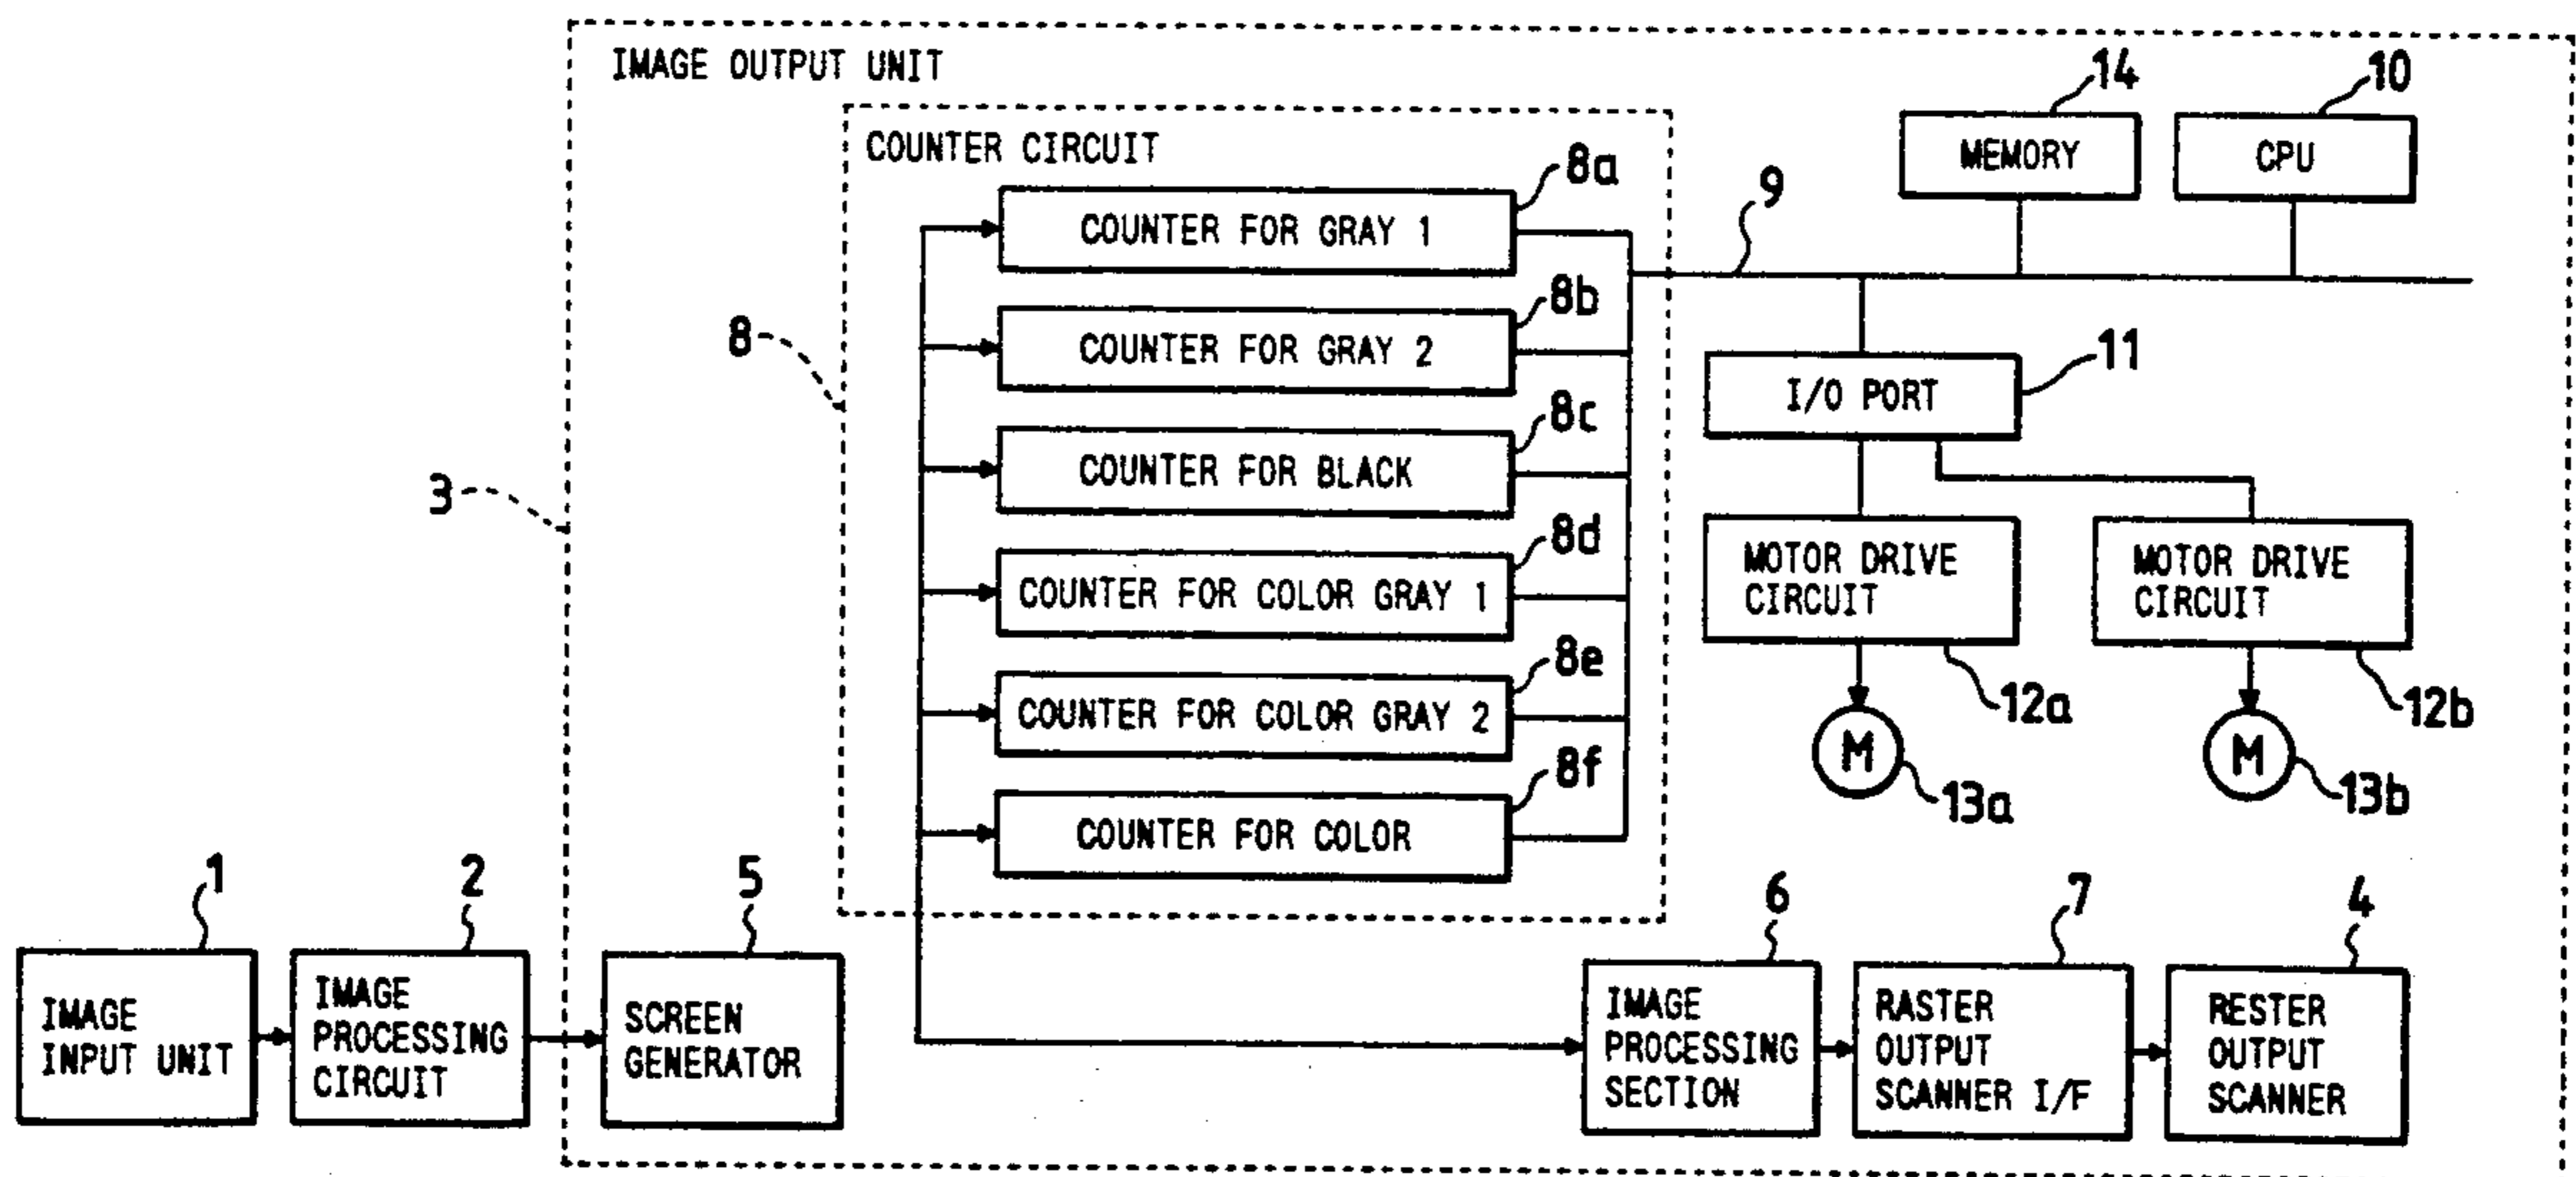 IMAGE OUTPUT UNIT
14
10
COUNTER CIRCUIT
8a
MEMORY
CPU
COUNTER FOR GRAY 1
9
8b
8
COUNTER FOR GRAY 2
11
I/O PORT
8c
COUNTER FOR BLACK
3
8d
MOTOR DRIVE
CIRCUIT
MOTOR DRIVE
CIRCUIT
COUNTER FOR COLOR GRAY 1
8e
12a
12b
COUNTER FOR COLOR GRAY 2
M
M
8f
13a
13b
COUNTER FOR COLOR
1
2
5
6
7
4
IMAGE
INPUT UNIT
IMAGE
PROCESSING
CIRCUIT
SCREEN
GENERATOR
IMAGE
PROCESSING
SECTION
RASTER
OUTPUT
SCANNER I/F
RESTER
OUTPUT
SCANNER